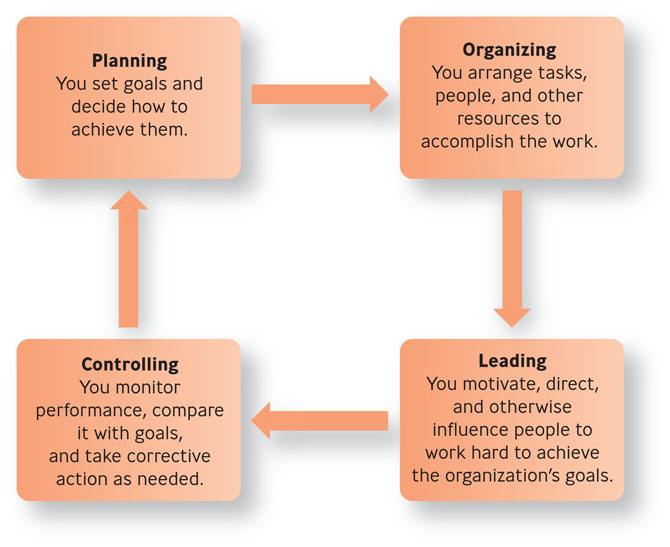 Planning
You set goals and
decide how to
achieve them.
Organizing
You arrange tasks,
people, and other
resources to
accomplish the work.
Controlling
You monitor
performance, compare
it with goals,
and take corrective
action as needed.
Leading
You motivate, direct,
and otherwise
influence people to
work hard to achieve
the organization’s goals.